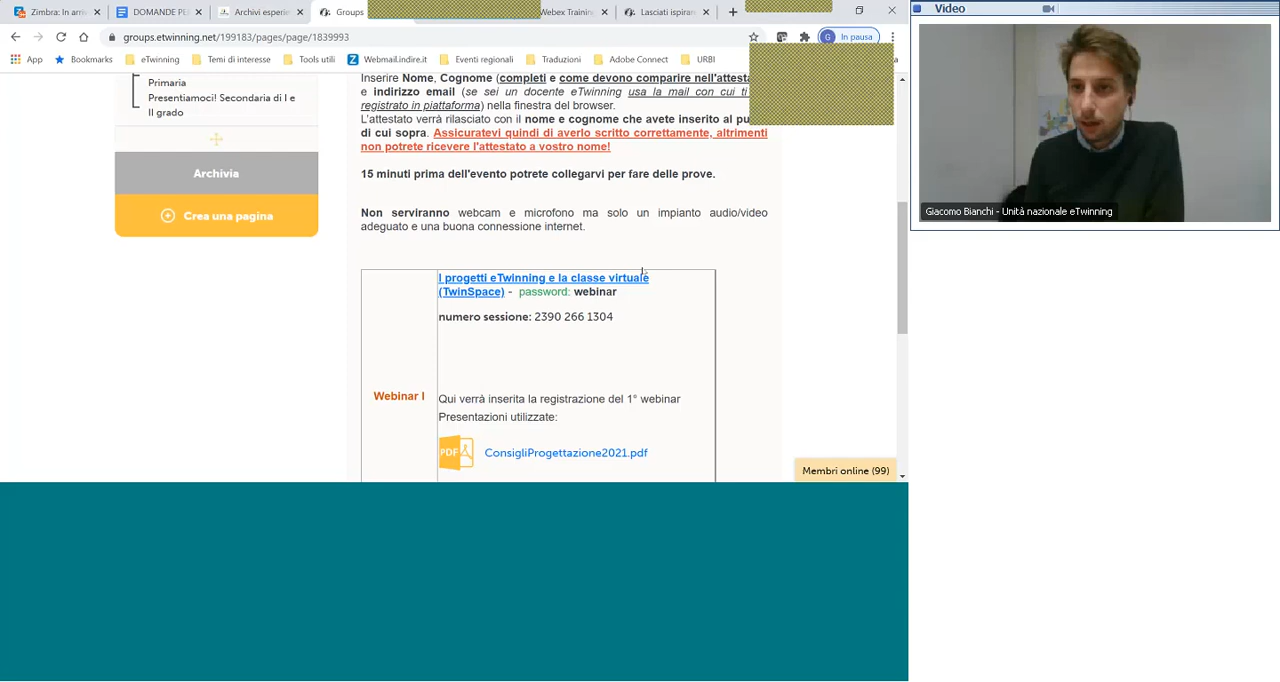 Zimbra: In arri
DOMANDE PE
Archivi esperie
Groups
Webex Training
Lasciati ispirare
groups.etwinning.net/199183/pages/page/1839993
G In pausa
App
Bookmarks
eTwinning
Temi di interesse
Tools utili
Webmail.indire.it
Eventi regionali
Traduzioni
Adobe Connect
URBI
Primaria
Presentiamoci! Secondaria di I e
II grado
Archivia
Crea una pagina
Inserire Nome, Cognome (completi e come devono comparire nell'attesta
e indirizzo email (se sei un docente eTwinning usa la mail con cui ti
registrato in piattaforma) nella finestra del browser.
L'attestato verrà rilasciato con il nome e cognome che avete inserito al pu
di cui sopra. Assicuratevi quindi di averlo scritto correttamente, altrimenti
non potrete ricevere l'attestato a vostro nome!
15 minuti prima dell'evento potrete collegarvi per fare delle prove.
Non serviranno webcam e microfono ma solo un impianto audio/video
adeguato e una buona connessione internet.
I progetti eTwinning e la classe virtuale
(TwinSpace) - password: webinar
numero sessione: 2390 266 1304
Webinar I
Qui verrà inserita la registrazione del 1° webinar
Presentazioni utilizzate:
PDF
ConsigliProgettazione2021.pdf
Membri online (99)
Video
Giacomo Bianchi - Unità nazionale eTwinning